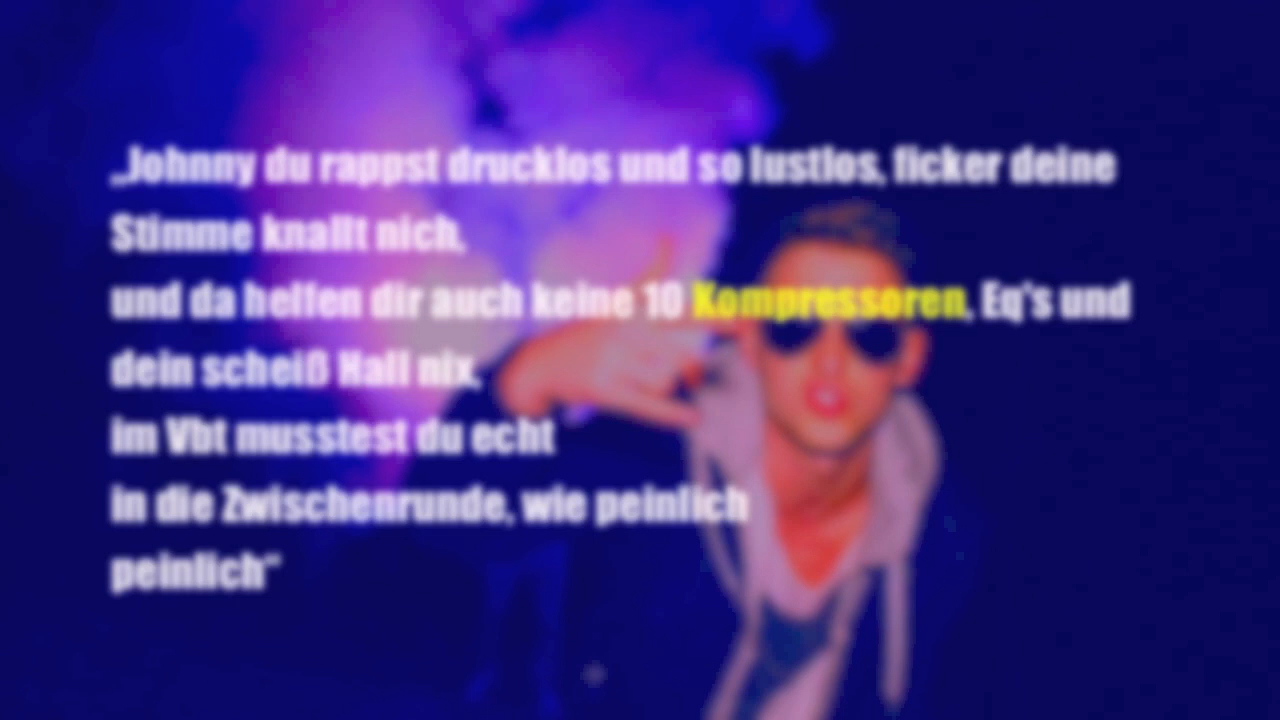 „Johnny du rappst drucklos und so lustlos, ficker deine
Stimme knallt nich,
und da helfen dir auch keine 10 Kompressoren, Eq's und
dein scheiß Hall nix,
im Vbt musstest du echt
in die Zwischenrunde, wie peinlich
peinlich“